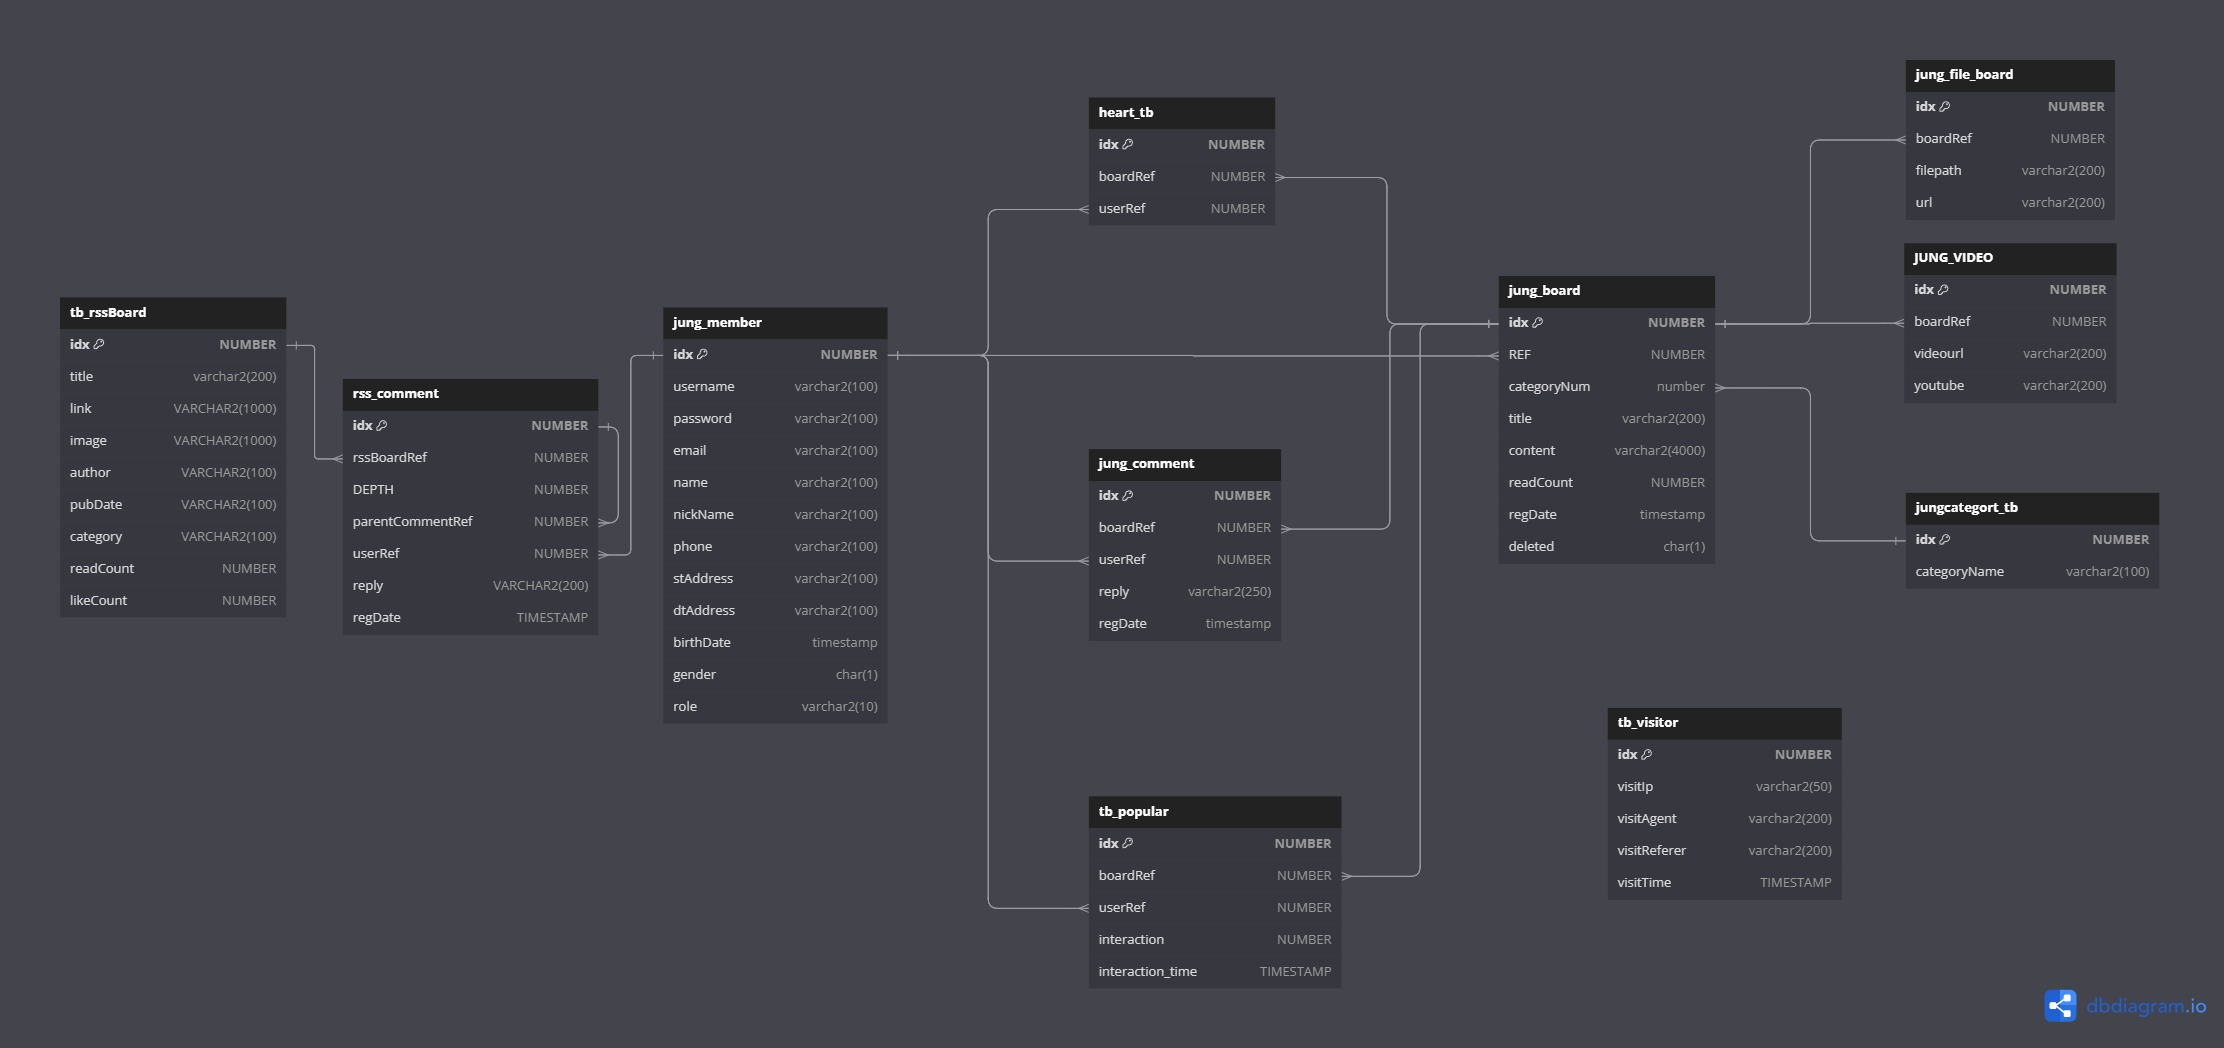 tb_rssBoard
idx NUMBER
title varchar2(200)
link VARCHAR2(1000)
image VARCHAR2(1000)
author VARCHAR2(100)
pubDate VARCHAR2(100)
category VARCHAR2(100)
readCount NUMBER
likeCount NUMBER
rss_comment
idx NUMBER
rssBoardRef NUMBER
DEPTH NUMBER
parentCommentRef NUMBER
userRef NUMBER
reply VARCHAR2(200)
regDate TIMESTAMP
jung_member
idx NUMBER
username varchar2(100)
password varchar2(100)
email varchar2(100)
name varchar2(100)
nickName varchar2(100)
phone varchar2(100)
stAddress varchar2(100)
dtAddress varchar2(100)
birthDate timestamp
gender char(1)
role varchar2(10)
heart_tb
idx NUMBER
boardRef NUMBER
userRef NUMBER
jung_comment
idx NUMBER
boardRef NUMBER
userRef NUMBER
reply varchar2(250)
regDate timestamp
tb_popular
idx NUMBER
boardRef NUMBER
userRef NUMBER
interaction NUMBER
interaction_time TIMESTAMP
jung_board
idx NUMBER
REF NUMBER
categoryNum number
title varchar2(200)
content varchar2(4000)
readCount NUMBER
regDate timestamp
deleted char(1)
jung_file_board
idx NUMBER
boardRef NUMBER
filepath varchar2(200)
url varchar2(200)
JUNG_VIDEO
idx NUMBER
boardRef NUMBER
videourl varchar2(200)
youtube varchar2(200)
jungcategort_tb
idx NUMBER
categoryName varchar2(100)
tb_visitor
idx NUMBER
visitIp varchar2(50)
visitAgent varchar2(200)
visitReferer varchar2(200)
visitTime TIMESTAMP
dbdiagram.io